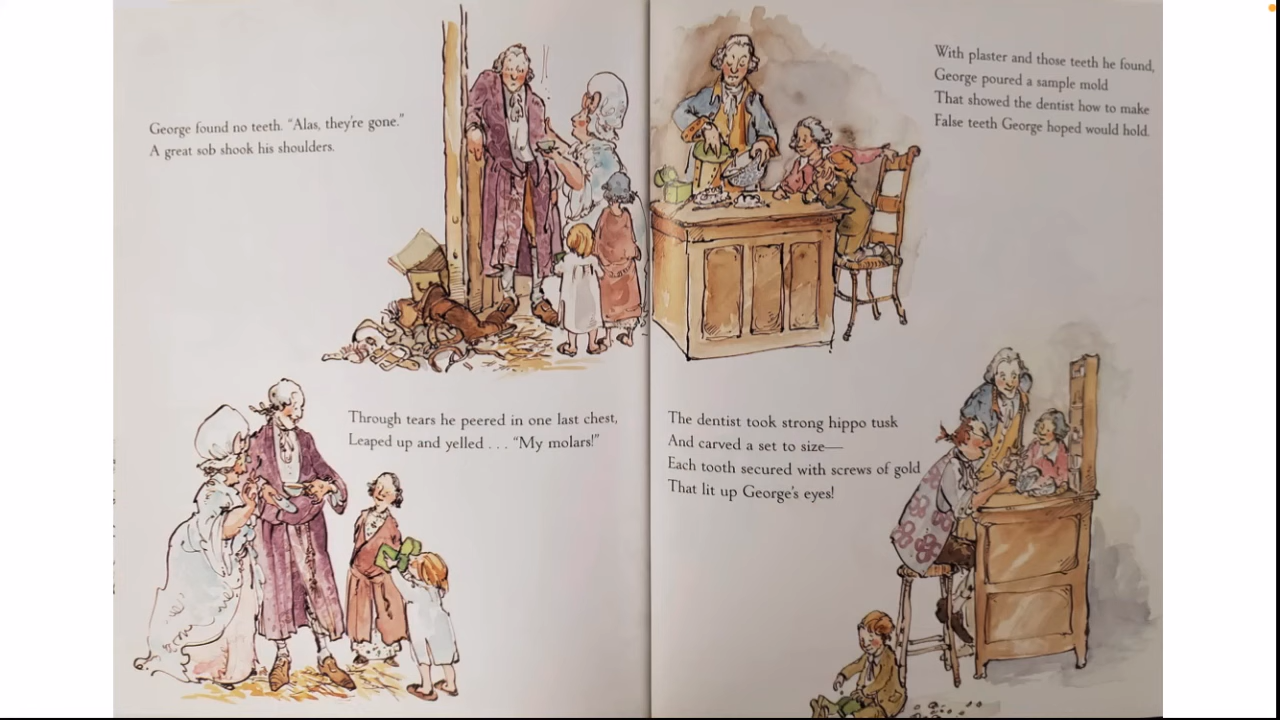 George found no teeth. “Alas, they’re gone.”
A great sob shook his shoulders.
Through tears he peered in one last chest,
Leaped up and yelled . . . “My molars!”
With plaster and those teeth he found,
George poured a sample mold
That showed the dentist how to make
False teeth George hoped would hold.
The dentist took strong hippo tusk
And carved a set to size—
Each tooth secured with screws of gold
That lit up George’s eyes!